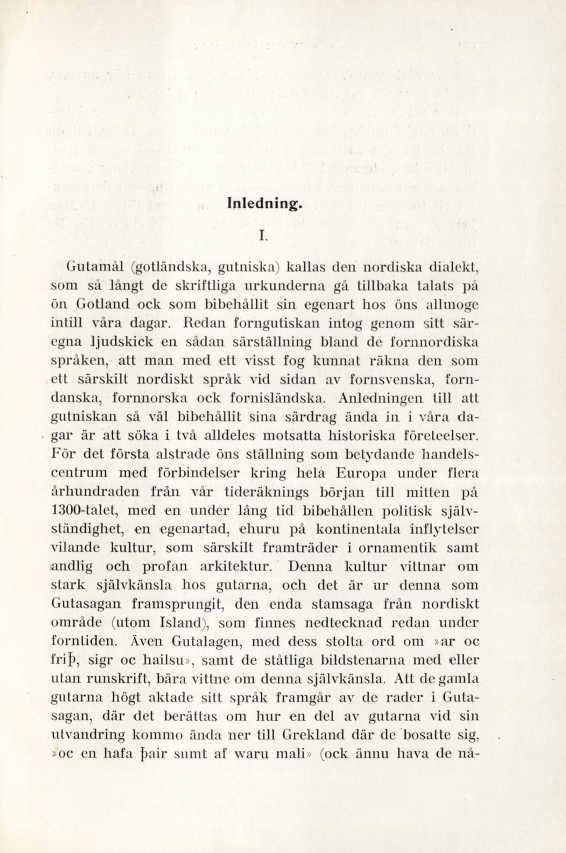 Inledning.
I.
Gutamål (gotländska, gutniska) kallas den nordiska dialekt,
som så långt de skriftliga urkunderna gå tillbaka talats på
ön Gotland ock som bibehållit sin egenart hos öns allmoge
intill våra dagar. Redan forngutiskan intog genom sitt sär-
egna ljudskick en sådan särställning bland de fornnordiska
språken, att man med ett visst fog kunnat räkna den som
ett särskilt nordiskt språk vid sidan av fornsvenska, forn-
danska, fornnorska ock fornisländska. Anledningen till att
gutniskan så väl bibehållit sina särdrag ända in i våra da-
gar är att söka i två alldeles motsatta historiska företeelser.
För det första alstrade öns ställning som betydande handels-
centrum med förbindelser kring hela Europa under flera
århundraden från vår tideräknings början till mitten på
1300-talet, med en under lång tid bibehållen politisk själv-
ständighet, en egenartad, ehuru på kontinentala inflytelser
vilande kultur, som särskilt framträder i ornamentik samt
andlig och profan arkitektur. Denna kultur vittnar om
stark självkänsla hos gutarna, och det är ur denna som
Gutasagan framsprungit, den enda stamsaga från nordiskt
område (utom Island), som finnes nedtecknad redan under
forntiden. Även Gutalagen, med dess stolta ord om »ar oc
friþ, sigr oc hailsu», samt de ståtliga bildstenarna med eller
utan runskrift, bära vittne om denna självkänsla. Att de gamla
gutarna högt aktade sitt språk framgår av de rader i Guta-
sagan, där det berättas om hur en del av gutarna vid sin
utvandring kommo ända ner till Grekland där de bosatte sig,
»oc en hafa þair sumt af waru mali» (ock ännu hava de nå-